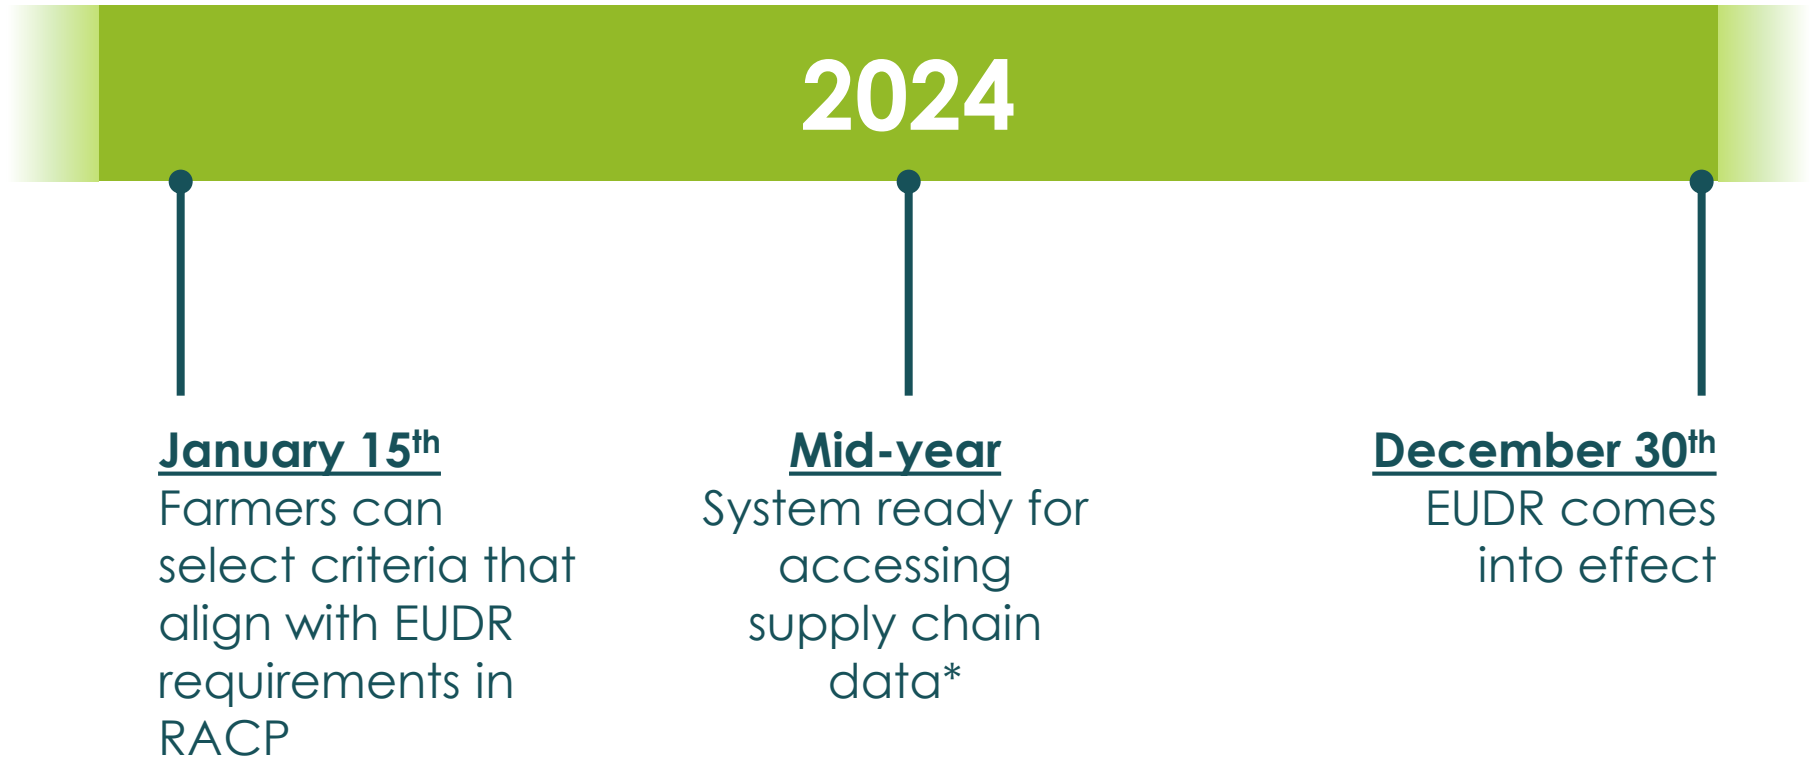 2024
January 15th
Farmers can
select criteria that
align with EUDR
requirements in
RACP
Mid-year
System ready for
accessing
supply chain
data*
December 30th
EUDR comes
into effect